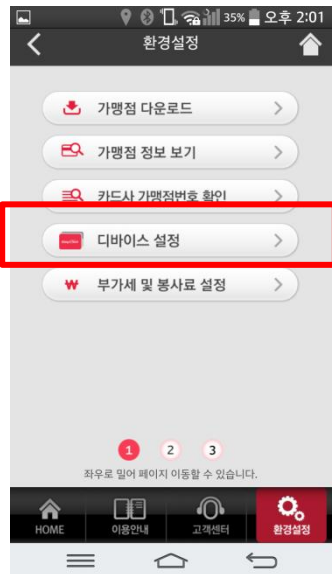 35% 오후 2:01
환경설정
가맹점 다운로드
가맹점 정보 보기
카드사 가맹점번호 확인
디바이스 설정
₩ 부가세 및 봉사료 설정
1 2 3
좌우로 밀어 페이지 이동할 수 있습니다.
HOME 이용안내 고객센터 환경설정